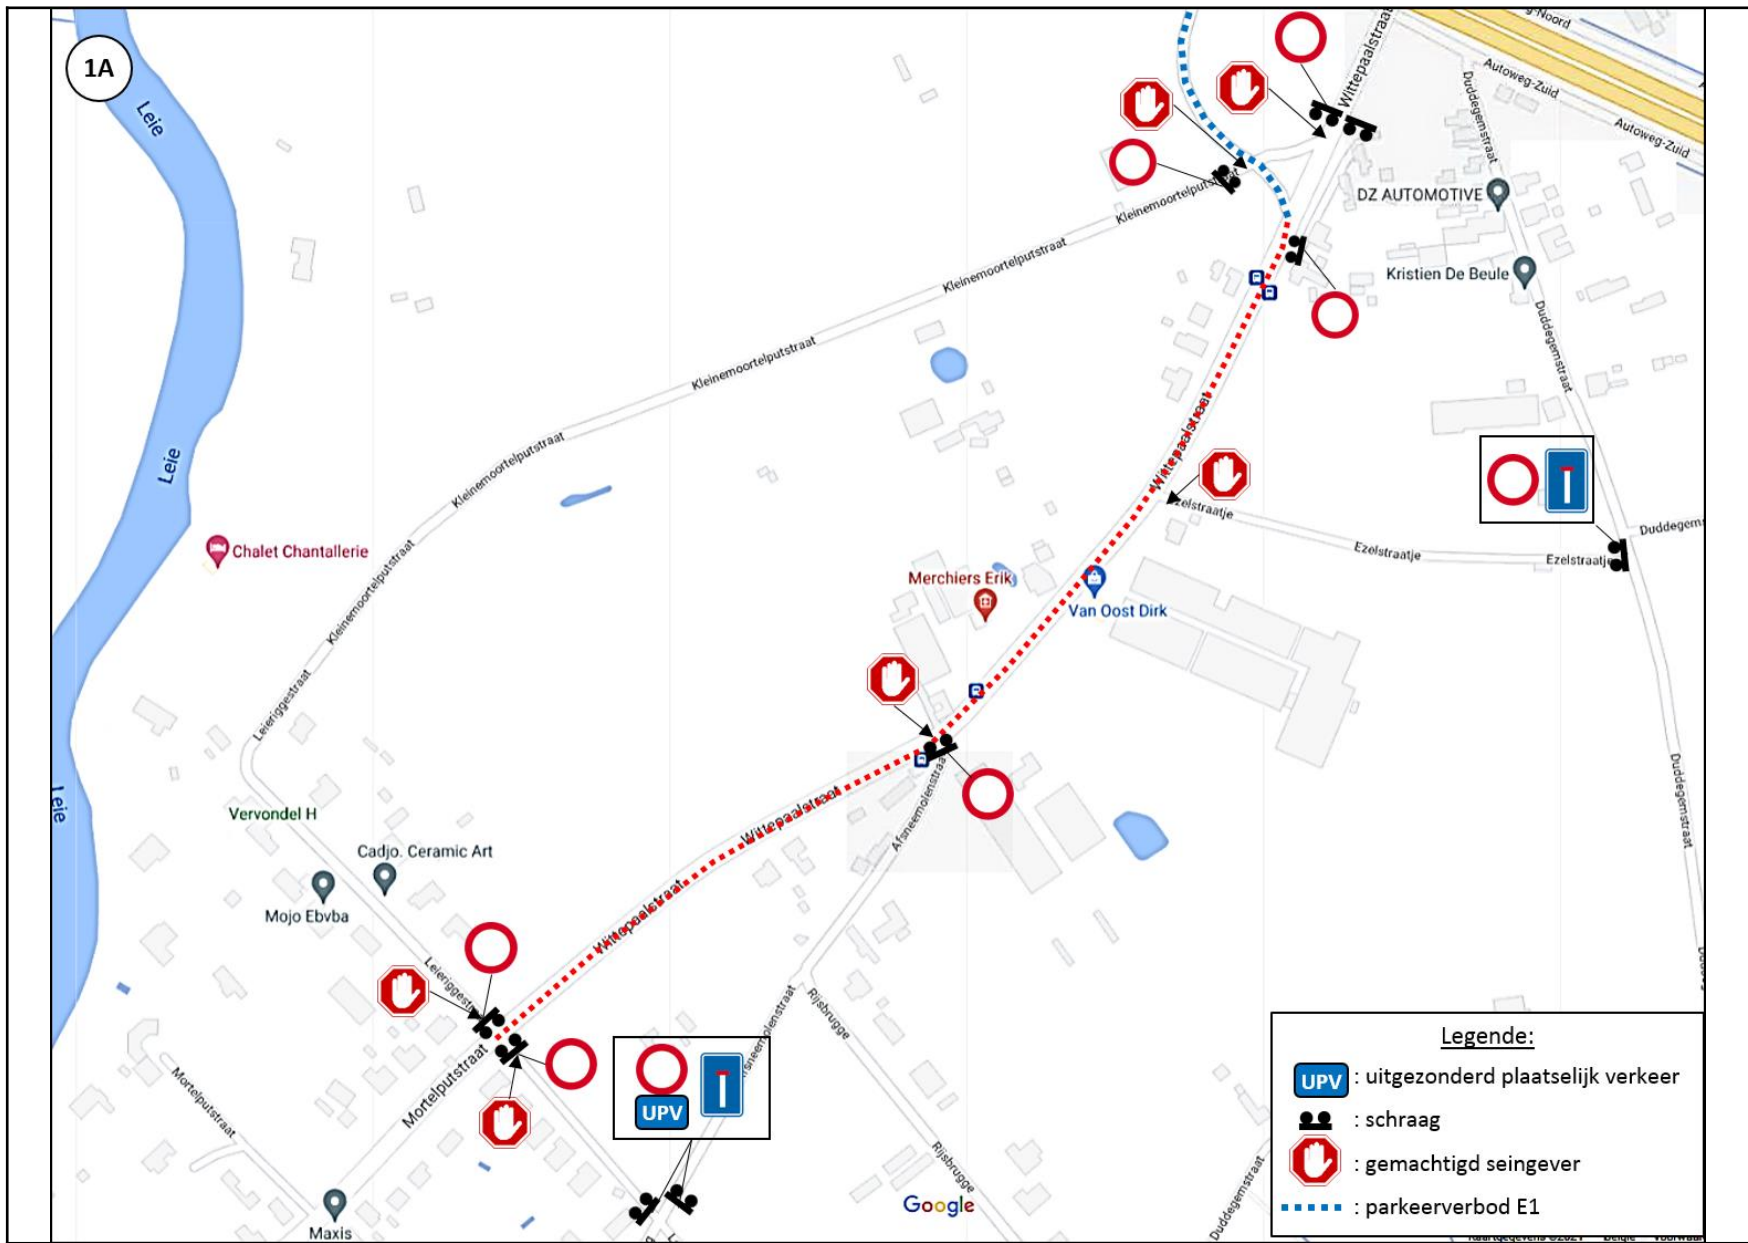 1A
Leie
g-Noord
Wittepaalstraat
Autoweg-Zuid
Autoweg-Zuid
Duddegemstraat
DZ AUTOMOTIVE
Kleinemoortelputstraat
Kleinemoortelputstraat
Kristien De Beule
Duddegemstraat
Kleinemoortelputstraat
Wittepaalstraat
Kleinemoortelputstraat
Leie
Ezelstraatje
Duddegem
Ezelstraatje
Ezelstraatje
Chalet Chantallerie
Kleinemoortelputstraat
Merchiers Erik
Van Oost Dirk
Leieriggestraat
Leie
Duddegemstraat
Vervondel H
Wittepaalstraat
Afsneemolenstraat
Cadjo. Ceramic Art
Mojo Ebvba
Wittepaalstraat
Leieriggestr
Rijsbrugge
fsneemolenstraat
Mortelputstraat
Mortelputstraat
UPV
Rijsbrugge
Duddegemstraat
Maxis
Google
Legende:
UPV : uitgezonderd plaatselijk verkeer
: schraag
: gemachtigd seingever
: parkeerverbod E1